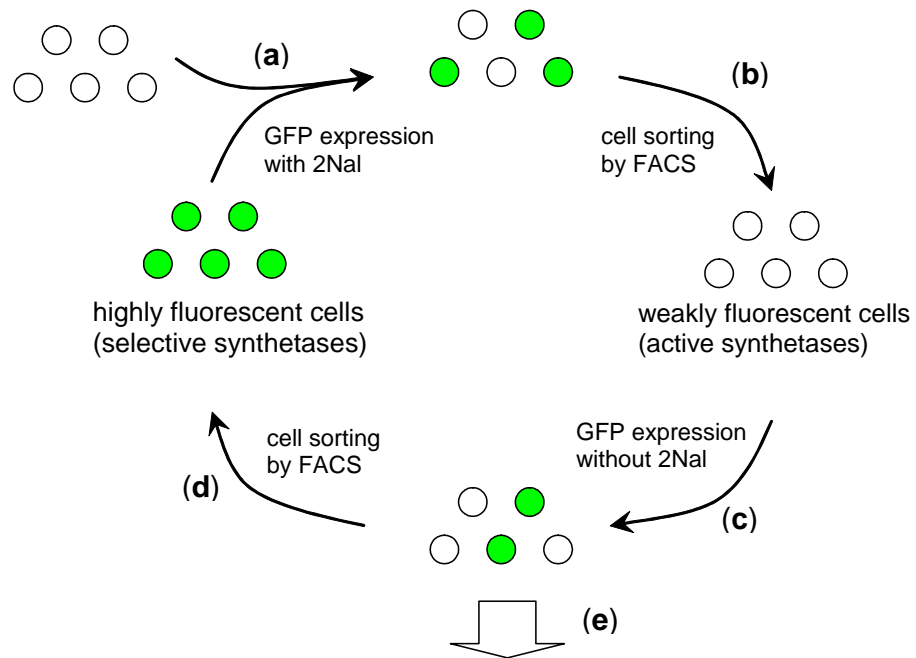 (a)
GFP expression
with 2Nal
(b)
cell sorting
by FACS
highly fluorescent cells
(selective synthetases)
weakly fluorescent cells
(active synthetases)
GFP expression
without 2Nal
(c)
cell sorting
by FACS
(d)
(e)